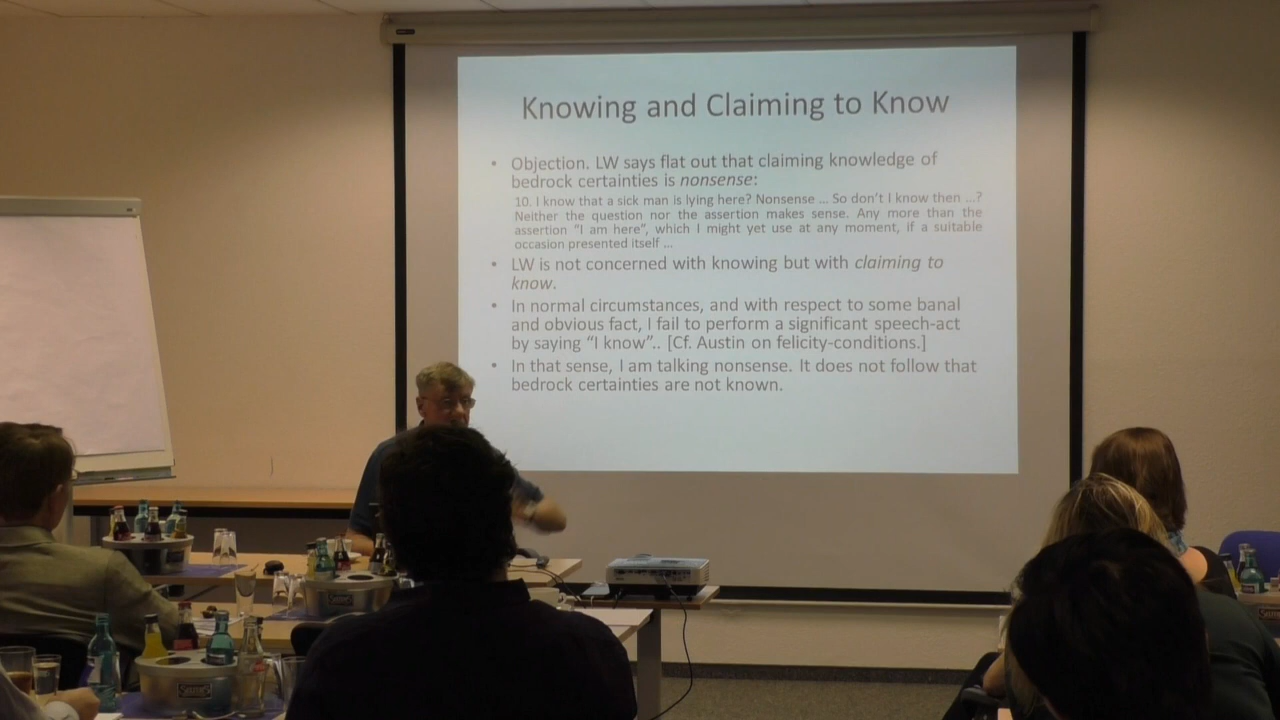 Knowing and Claiming to Know
• Objection. LW says flat out that claiming knowledge of
bedrock certainties is nonsense:
10. I know that a sick man is lying here? Nonsense ... So don't I know then ...?
Neither the question nor the assertion makes sense. Any more than the
assertion "I am here", which I might yet use at any moment, if a suitable
occasion presented itself ...
• LW is not concerned with knowing but with claiming to
know.
• In normal circumstances, and with respect to some banal
and obvious fact, I fail to perform a significant speech-act
by saying "I know".. [Cf. Austin on felicity-conditions.]
• In that sense, I am talking nonsense. It does not follow that
bedrock certainties are not known.